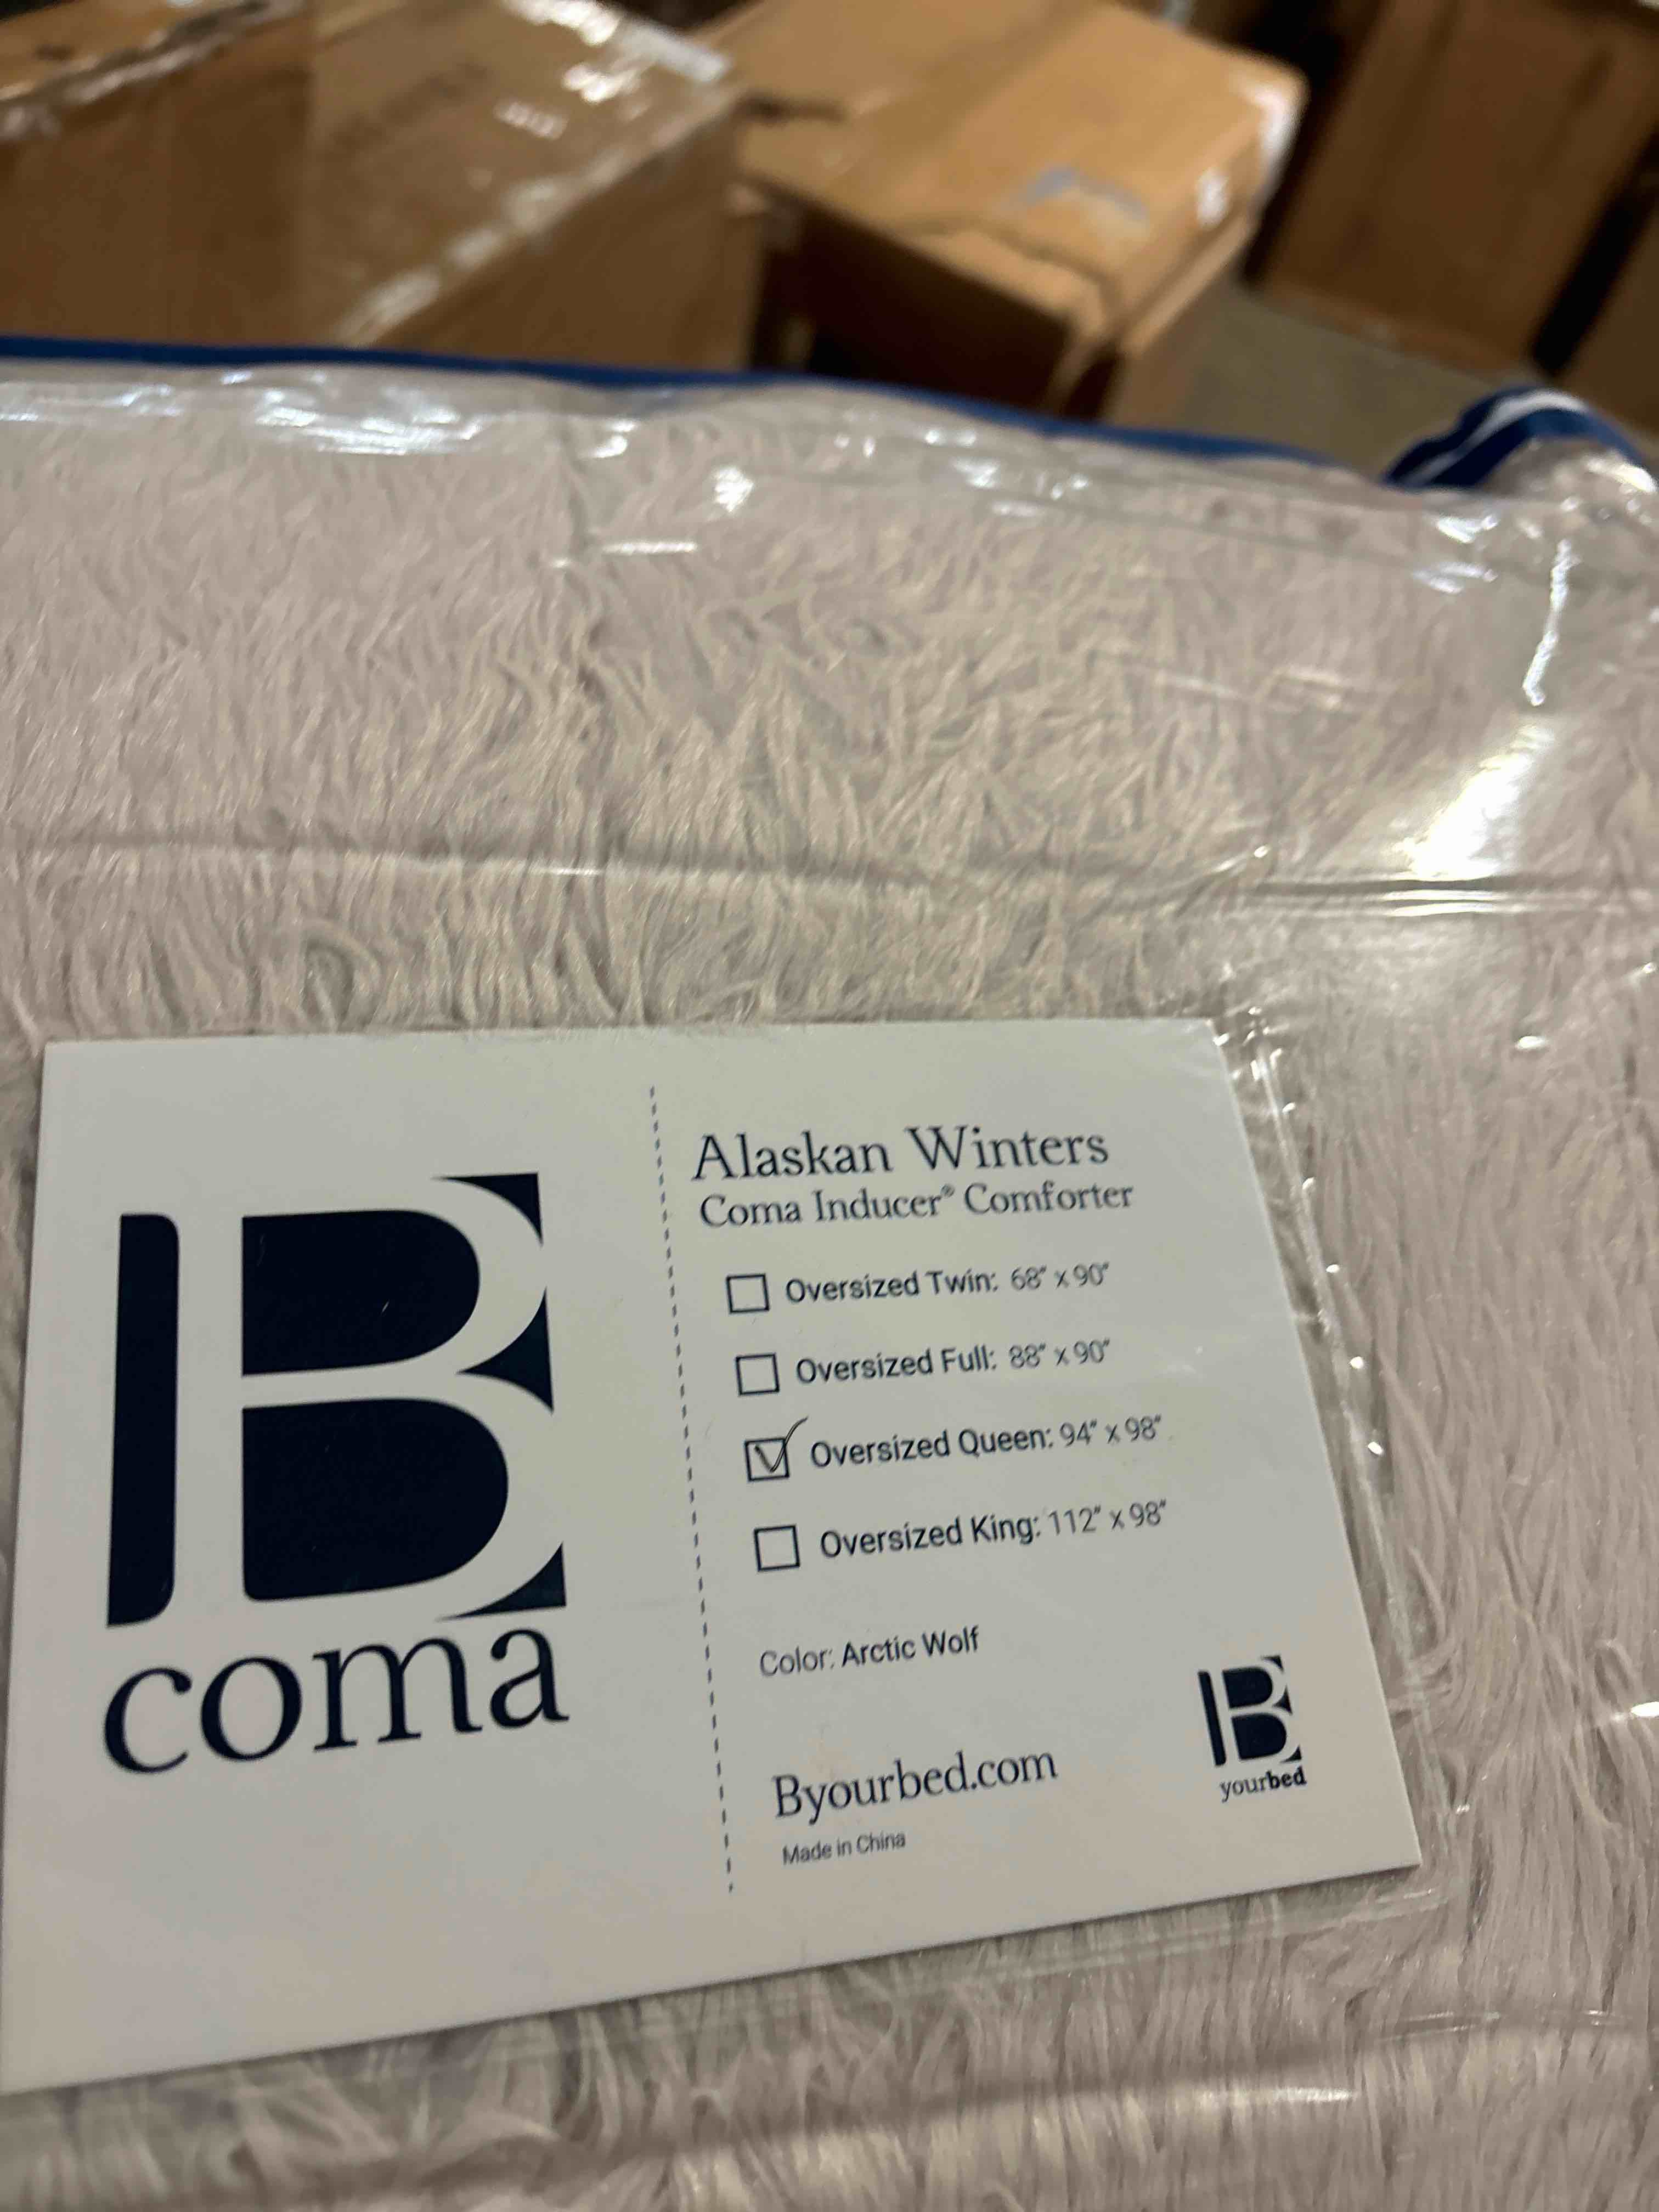 B
coma
Alaskan Winters
Coma Inducer® Comforter
Oversized Twin: 68" x 90"
Oversized Full: 88" x 90"
Oversized Queen: 94" x 98"
Oversized King: 112" x 98"
Color: Arctic Wolf
Byourbed.com
Made in China
B
yourbed